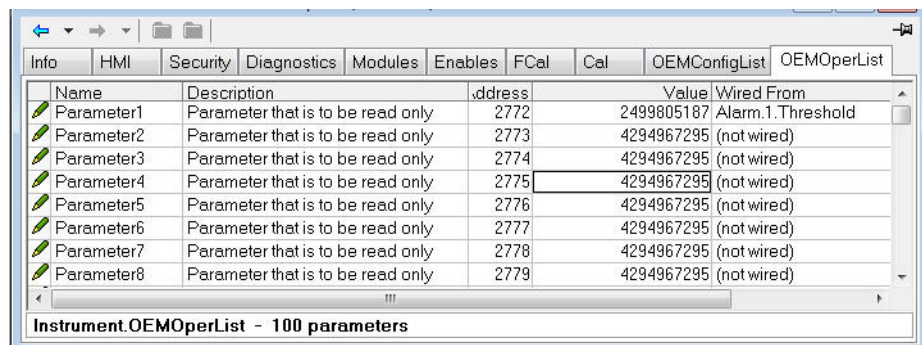 Info HMI Security Diagnostics Modules Enables FCal Cal OEMConfigList OEMOperList
Name Description Address Value Wired From
Parameter1 Parameter that is to be read only 2772 2499805187 Alarm.1.Threshold
Parameter2 Parameter that is to be read only 2773 4294967295 (not wired)
Parameter3 Parameter that is to be read only 2774 4294967295 (not wired)
Parameter4 Parameter that is to be read only 2775 4294967295 (not wired)
Parameter5 Parameter that is to be read only 2776 4294967295 (not wired)
Parameter6 Parameter that is to be read only 2777 4294967295 (not wired)
Parameter7 Parameter that is to be read only 2778 4294967295 (not wired)
Parameter8 Parameter that is to be read only 2779 4294967295 (not wired)
Instrument.OEMOperList - 100 parameters